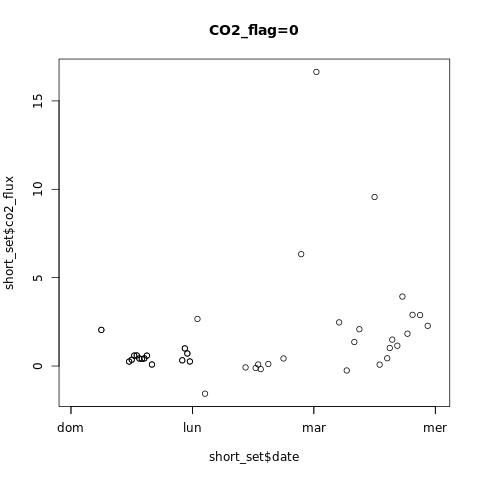 CO2_flag=0
short_set$co2_flux
15
10
5
0
dom lun mar mer
short_set$date